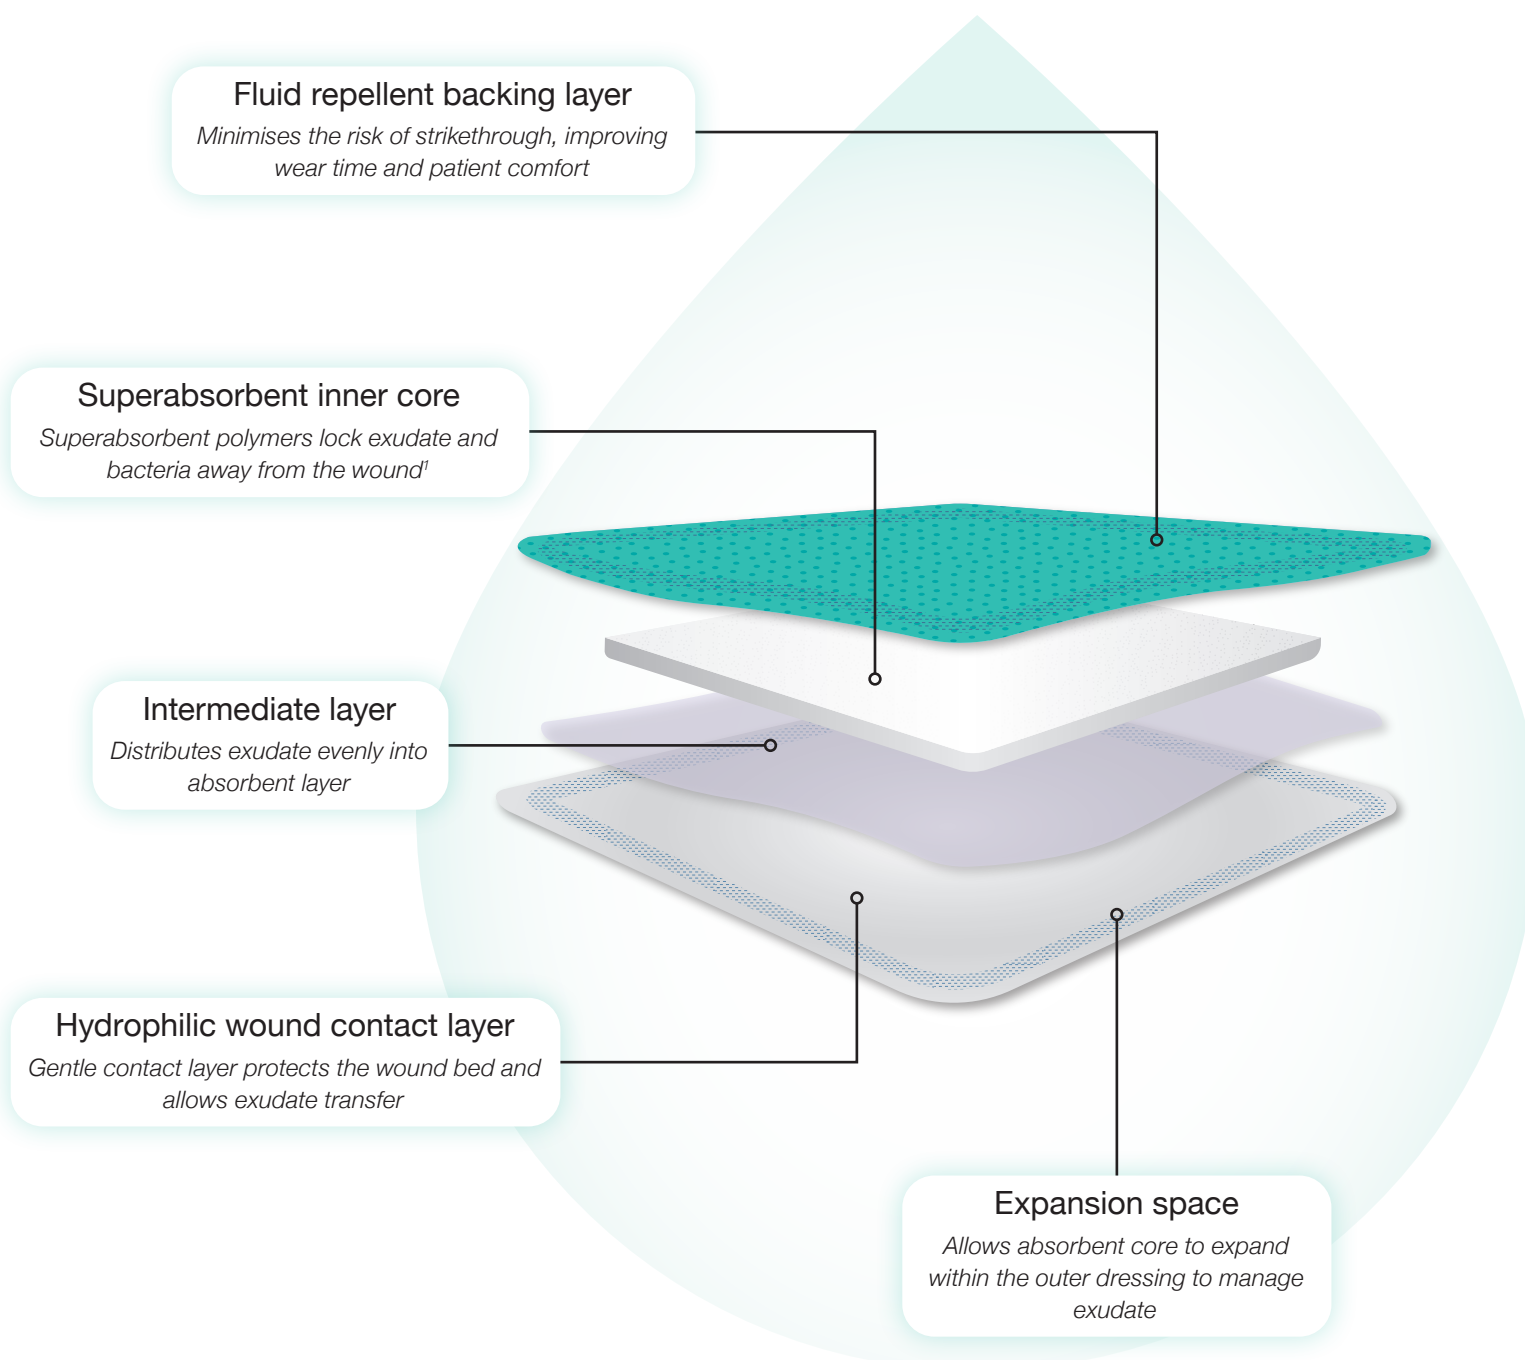 Fluid repellent backing layer
Minimises the risk of strikethrough, improving
wear time and patient comfort
Superabsorbent inner core
Superabsorbent polymers lock exudate and
bacteria away from the wound¹
Intermediate layer
Distributes exudate evenly into
absorbent layer
Hydrophilic wound contact layer
Gentle contact layer protects the wound bed and
allows exudate transfer
Expansion space
Allows absorbent core to expand
within the outer dressing to manage
exudate